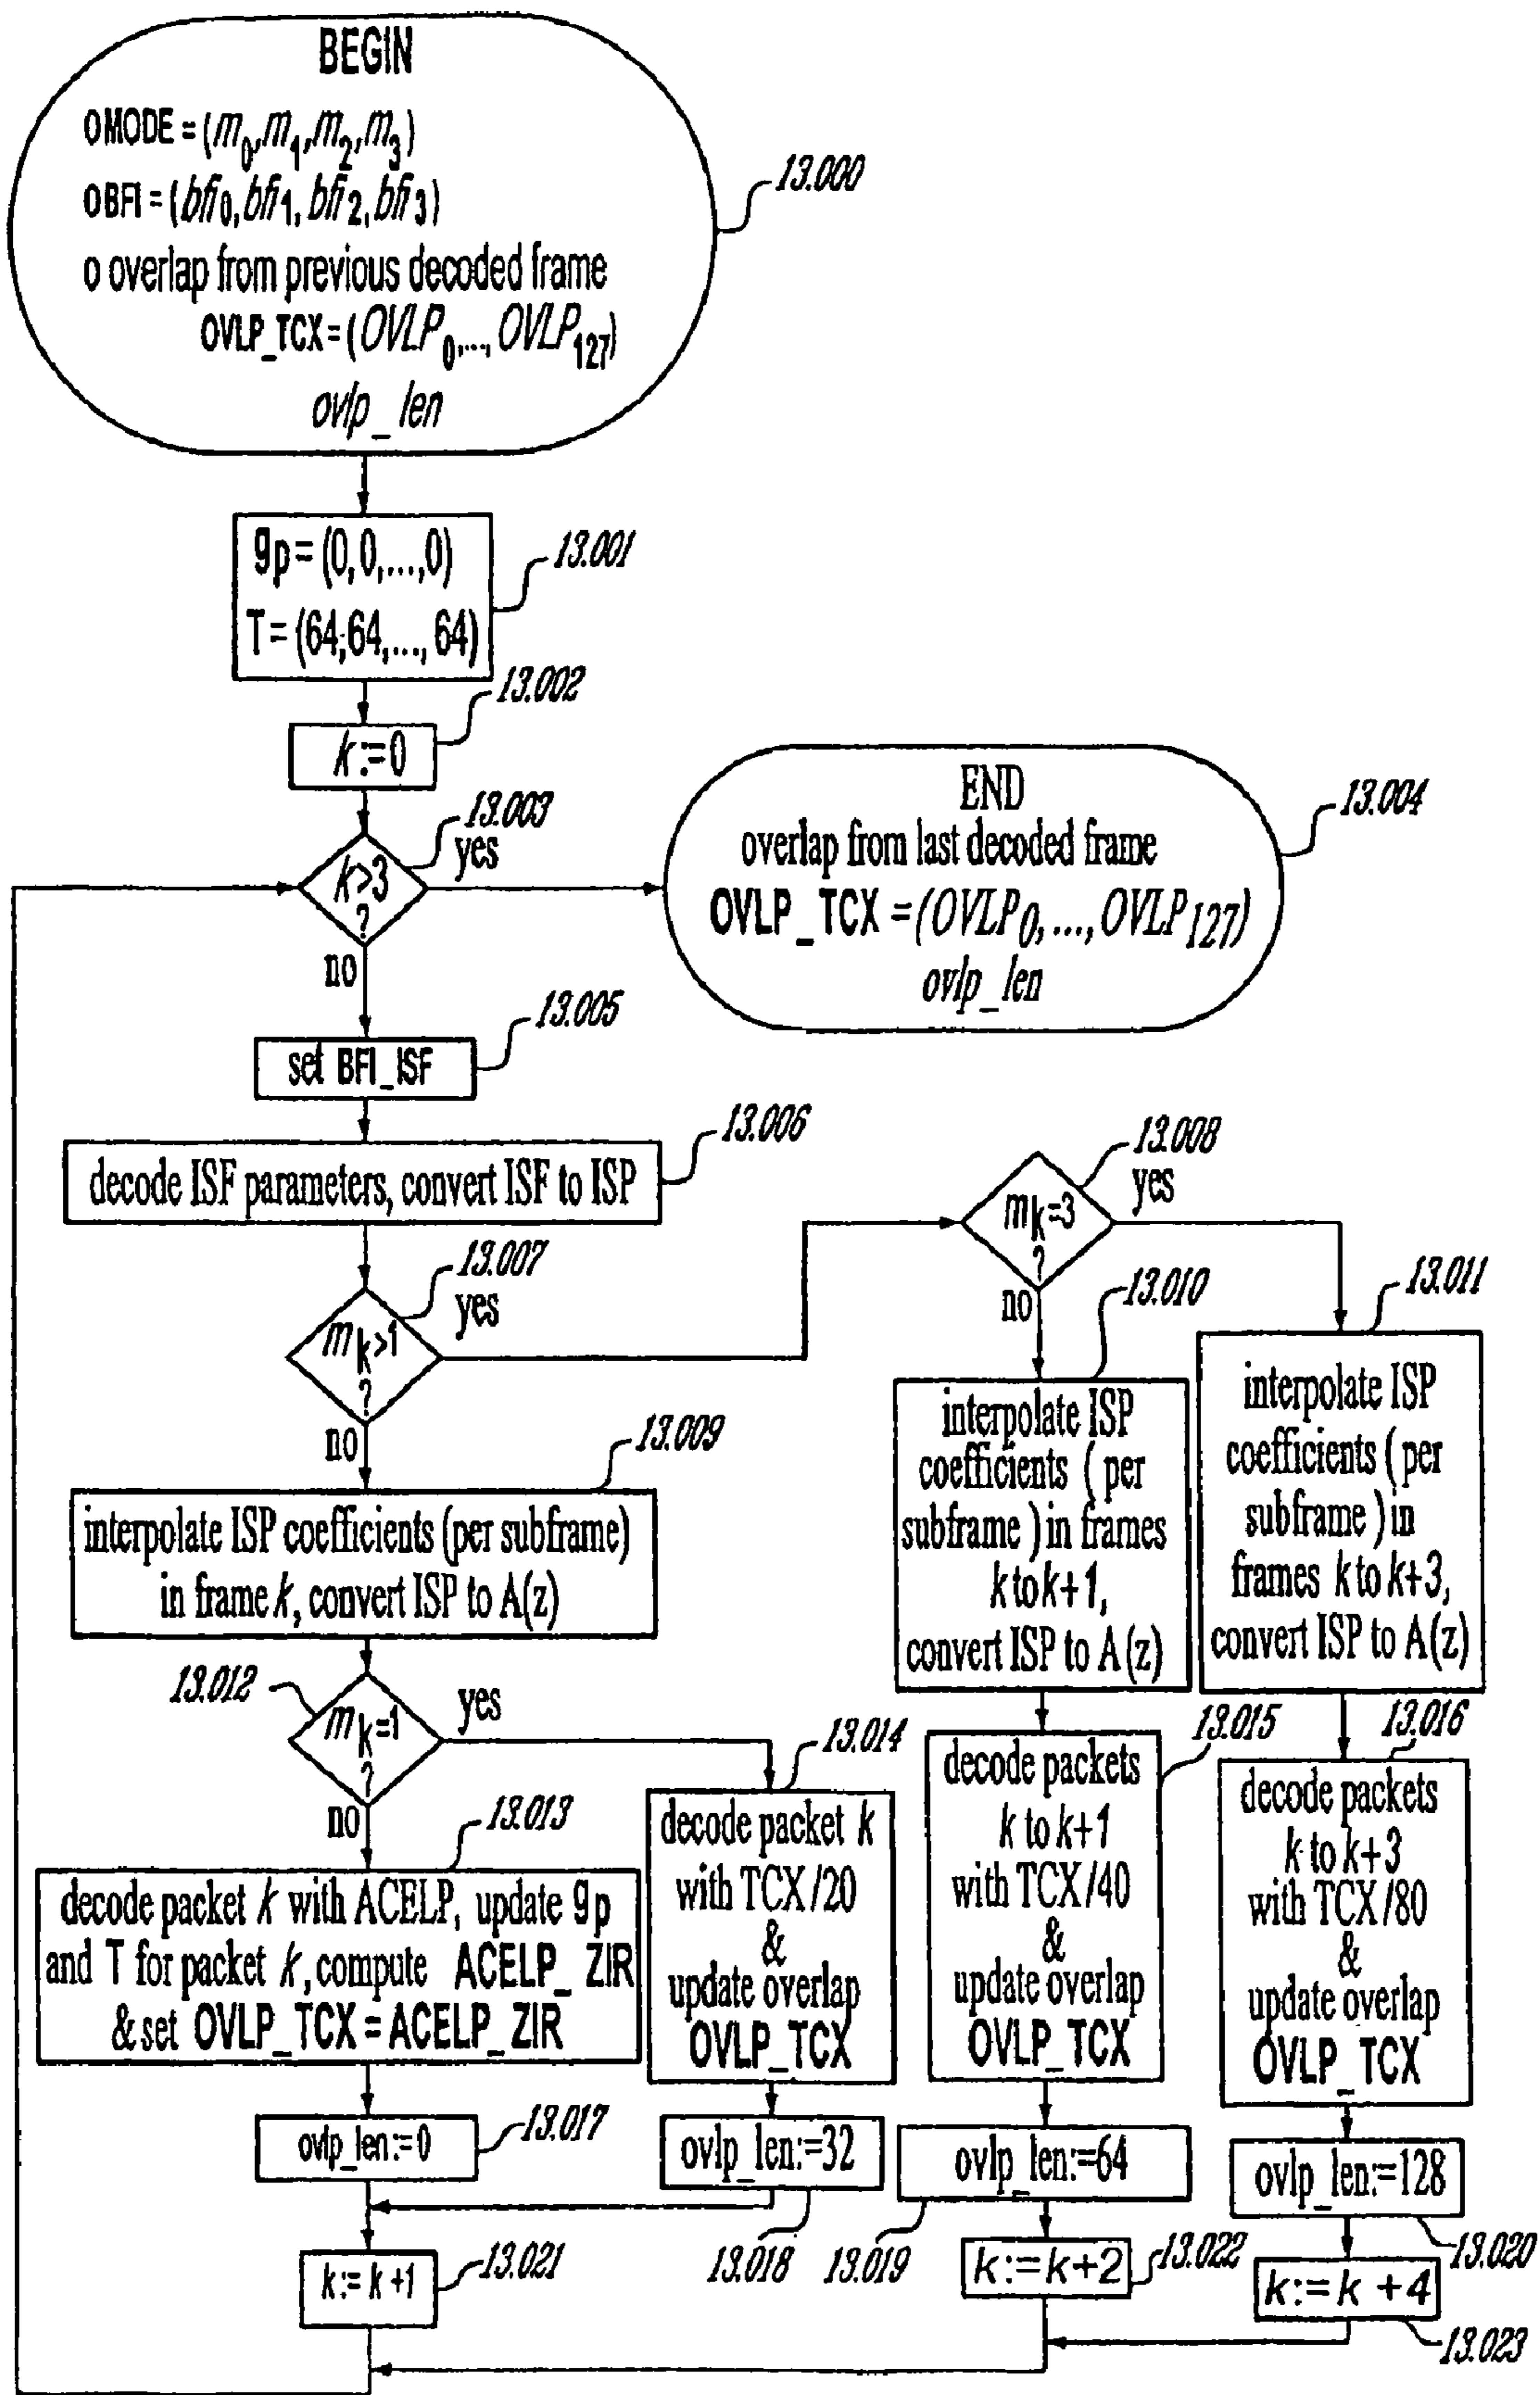 BEGIN
o MODE = (m0, m1, m2, m3)
o BFI = (bfi0, bfi1, bfi2, bfi3)
o overlap from previous decoded frame
OVLP_TCX = (OVLP0,..., OVLP127)
ovlp_len
13.000
gp = (0,0,...,0)
T = (64,64,..., 64)
13.001
13.002
k := 0
13.003
yes
k>3
?
no
END
overlap from last decoded frame
OVLP_TCX = (OVLP0, ..., OVLP127)
ovlp_len
13.004
13.005
set BFI_ISF
13.006
decode ISF parameters, convert ISF to ISP
13.007
yes
mk>1
?
no
13.008
yes
mk=3
?
no
13.009
interpolate ISP coefficients (per subframe)
in frame k, convert ISP to A(z)
13.010
interpolate ISP
coefficients ( per
subframe ) in frames
k to k+1,
convert ISP to A (z)
13.011
interpolate ISP
coefficients ( per
subframe ) in
frames k to k+3,
convert ISP to A(z)
13.012
yes
mk=1
?
no
13.013
decode packet k with ACELP, update gp
and T for packet k, compute ACELP_ZIR
& set OVLP_TCX = ACELP_ZIR
13.014
decode packet k
with TCX /20
&
update overlap
OVLP_TCX
13.015
decode packets
k to k+1
with TCX /40
&
update overlap
OVLP_TCX
13.016
decode packets
k to k+3
with TCX /80
&
update overlap
OVLP_TCX
ovlp_len:=0
13.017
ovlp_len:=32
13.018
ovlp_len:=64
13.019
ovlp_len:=128
13.020
k := k +1
13.021
k := k+2
13.022
k := k +4
13.023